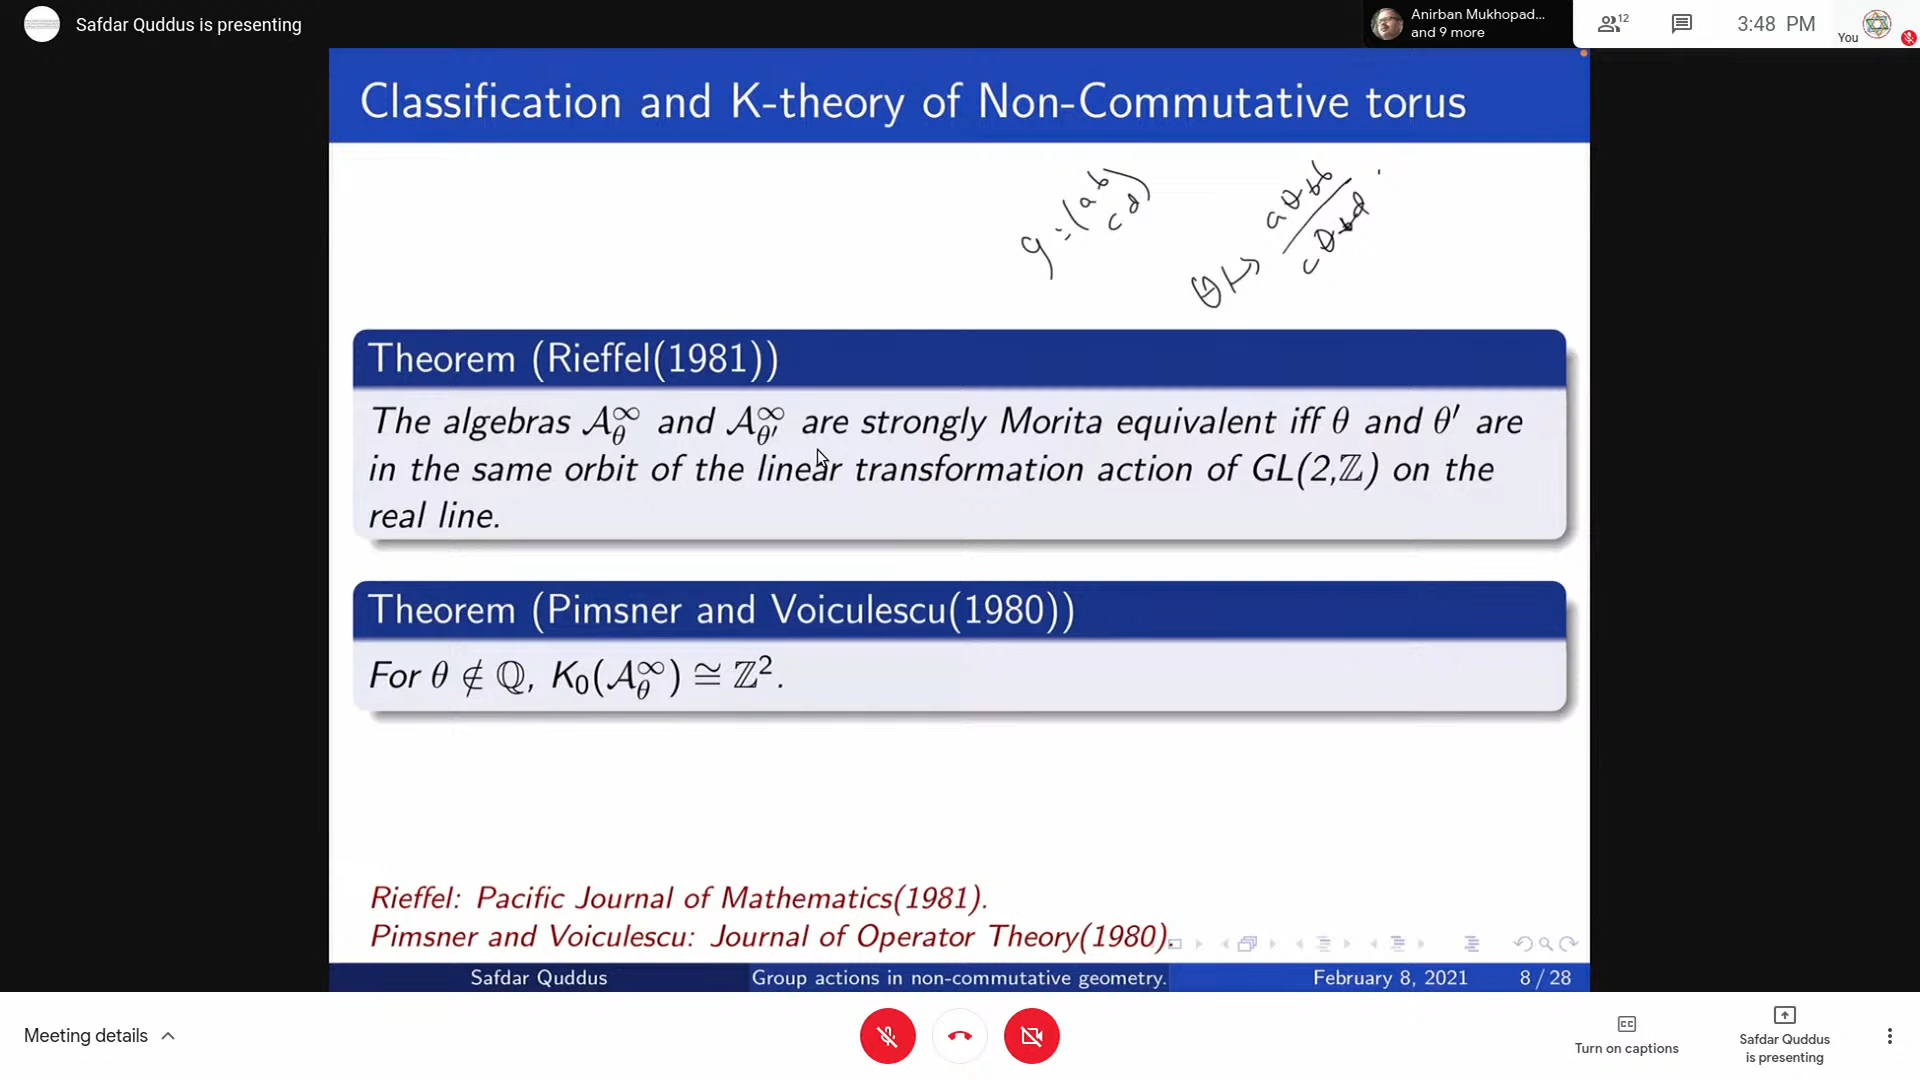 Safdar Quddus is presenting
Anirban Mukhopad...
and 9 more
12
3:48 PM
You
Classification and K-theory of Non-Commutative torus
g = (a b
c d)
θ ↦ aθ+b
cθ+d
Theorem (Rieffel(1981))
The algebras 𝒜_θ^∞ and 𝒜_θ′^∞ are strongly Morita equivalent iff θ and θ′ are
in the same orbit of the linear transformation action of GL(2,ℤ) on the
real line.
Theorem (Pimsner and Voiculescu(1980))
For θ ∉ ℚ, K₀(𝒜_θ^∞) ≅ ℤ².
Rieffel: Pacific Journal of Mathematics(1981).
Pimsner and Voiculescu: Journal of Operator Theory(1980).
Safdar Quddus Group actions in non-commutative geometry. February 8, 2021 8 / 28
Meeting details
CC
Turn on captions
Safdar Quddus
is presenting